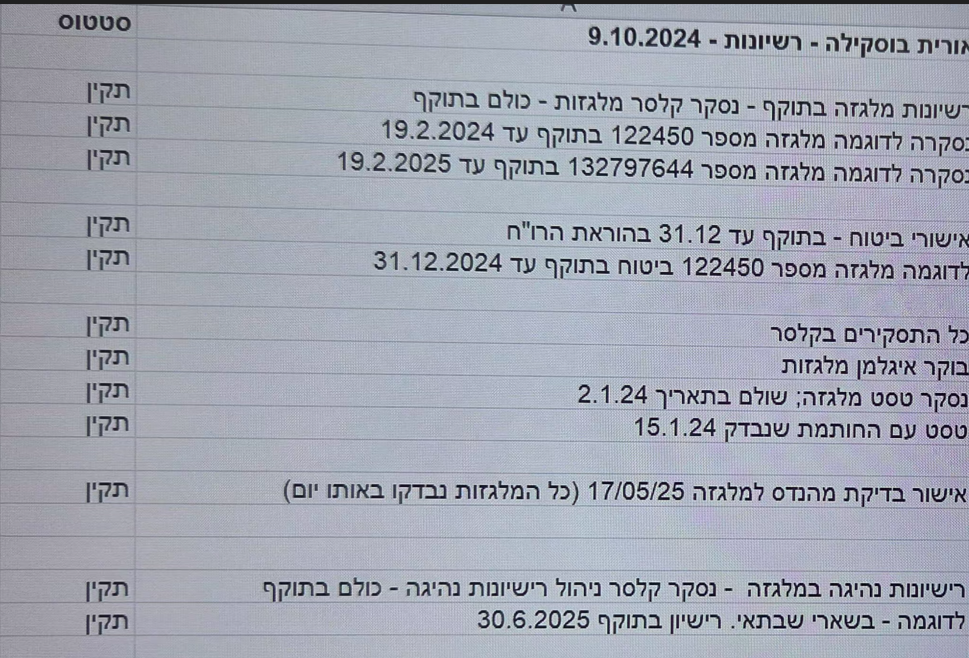 A
סטטוס
אורית בוסקילה - רשיונות - 9.10.2024
רשיונות מלגזה בתוקף - נסקר קלסר מלגזות - כולם בתוקף תקין
נסקרה לדוגמה מלגזה מספר 122450 בתוקף עד 19.2.2024 תקין
נסקרה לדוגמה מלגזה מספר 132797644 בתוקף עד 19.2.2025 תקין
אישורי ביטוח - בתוקף עד 31.12 בהוראת הרו"ח תקין
לדוגמה מלגזה מספר 122450 ביטוח בתוקף עד 31.12.2024 תקין
כל התסקירים בקלסר תקין
בוקר איגלמן מלגזות תקין
נסקר טסט מלגזה; שולם בתאריך 2.1.24 תקין
טסט עם החותמת שנבדק 15.1.24 תקין
אישור בדיקת מהנדס למלגזה 17/05/25 (כל המלגזות נבדקו באותו יום) תקין
רישיונות נהיגה במלגזה - נסקר קלסר ניהול רישיונות נהיגה - כולם בתוקף תקין
לדוגמה - בשארי שבתאי. רישיון בתוקף 30.6.2025 תקין